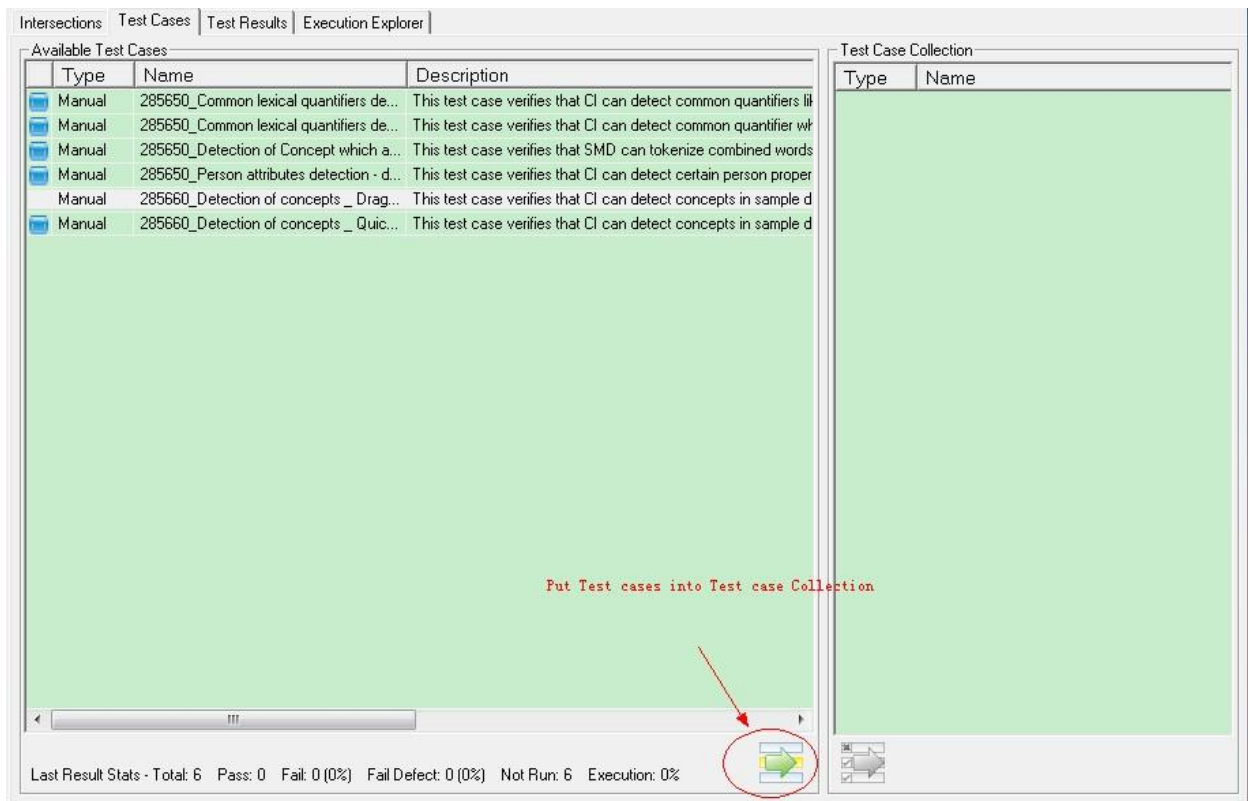 Intersections Test Cases Test Results Execution Explorer
Available Test Cases
Type Name Description
Manual 285650_Common lexical quantifiers de... This test case verifies that CI can detect common quantifiers lik
Manual 285650_Common lexical quantifiers de... This test case verifies that CI can detect common quantifier wh
Manual 285650_Detection of Concept which a... This test case verifies that SMD can tokenize combined words
Manual 285650_Person attributes detection - d... This test case verifies that CI can detect certain person proper
Manual 285660_Detection of concepts _ Drag... This test case verifies that CI can detect concepts in sample d
Manual 285660_Detection of concepts _ Quic... This test case verifies that CI can detect concepts in sample d
Test Case Collection
Type Name
Put Test cases into Test case Collection
Last Result Stats - Total: 6 Pass: 0 Fail: 0 (0%) Fail Defect: 0 (0%) Not Run: 6 Execution: 0%